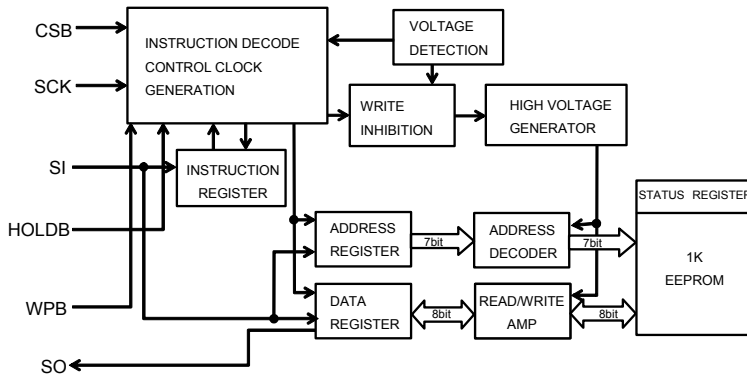 CSB
SCK
SI
HOLDB
WPB
SO
INSTRUCTION DECODE
CONTROL CLOCK
GENERATION
VOLTAGE
DETECTION
WRITE
INHIBITION
HIGH VOLTAGE
GENERATOR
INSTRUCTION
REGISTER
ADDRESS
REGISTER
7bit
ADDRESS
DECODER
7bit
DATA
REGISTER
8bit
READ/WRITE
AMP
8bit
STATUS REGISTER
1K
EEPROM